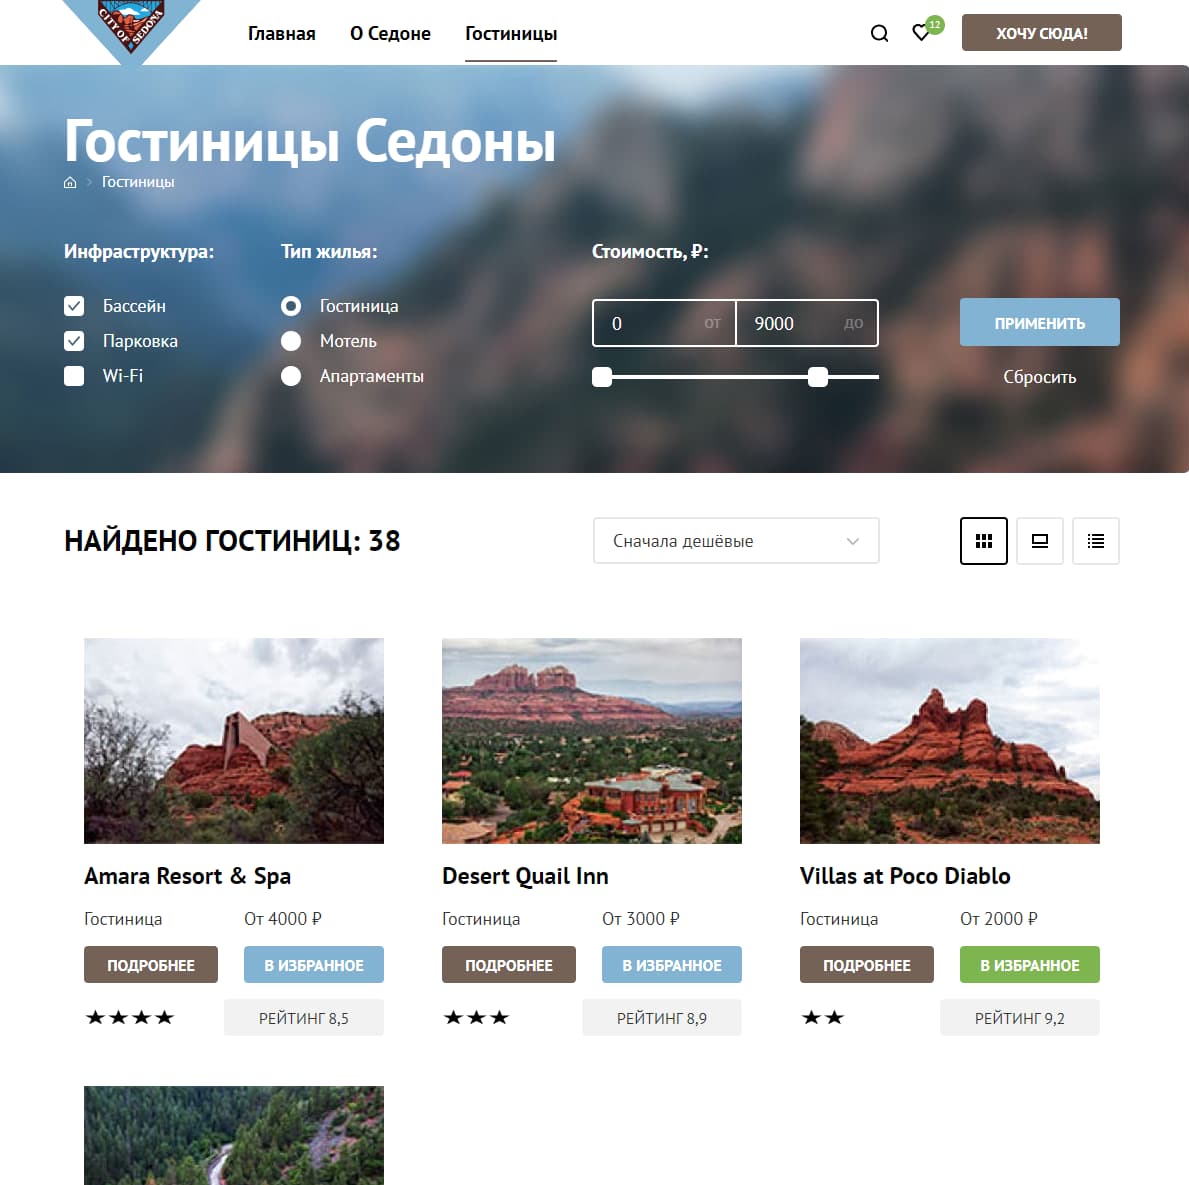 CITY OF SEDONA
Главная О Седоне Гостиницы 12 ХОЧУ СЮДА!
Гостиницы Седоны
Гостиницы
Инфраструктура: Тип жилья: Стоимость, ₽:
Бассейн Гостиница 0 от 9000 до ПРИМЕНИТЬ
Парковка Мотель
Wi-Fi Апартаменты Сбросить
НАЙДЕНО ГОСТИНИЦ: 38 Сначала дешёвые
Amara Resort & Spa Desert Quail Inn Villas at Poco Diablo
Гостиница От 4000 ₽ Гостиница От 3000 ₽ Гостиница От 2000 ₽
ПОДРОБНЕЕ В ИЗБРАННОЕ ПОДРОБНЕЕ В ИЗБРАННОЕ ПОДРОБНЕЕ В ИЗБРАННОЕ
РЕЙТИНГ 8,5 РЕЙТИНГ 8,9 РЕЙТИНГ 9,2